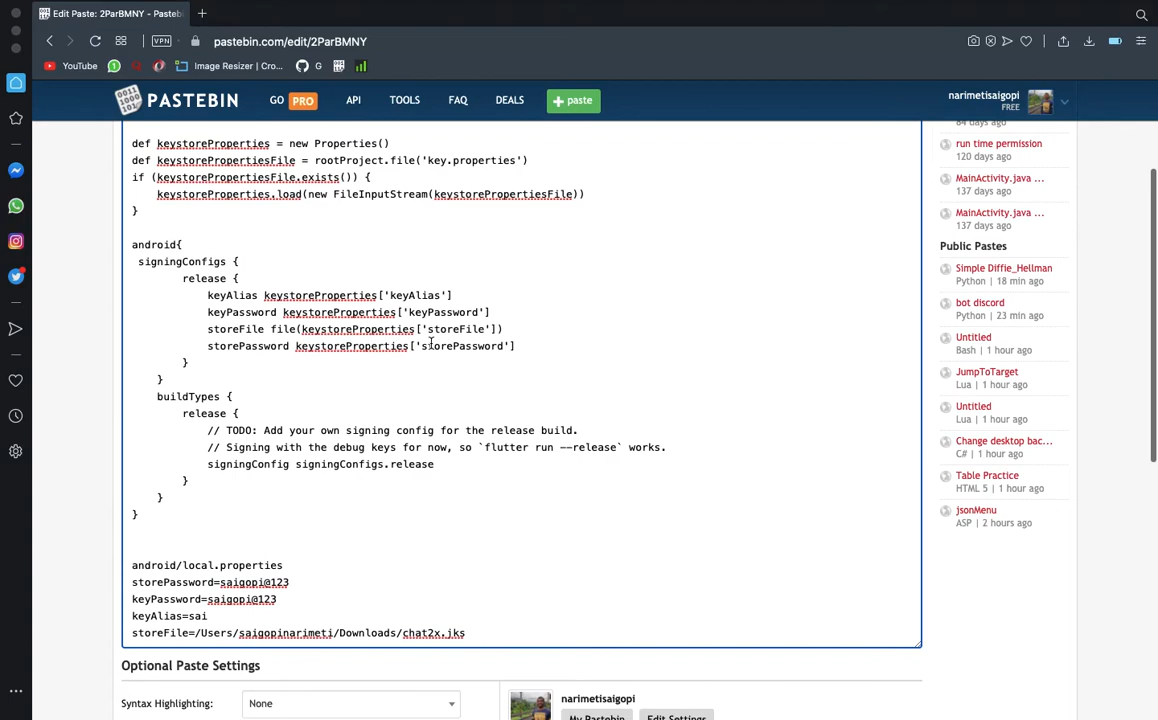 Edit Paste: 2ParBMNY - Pasteb
VPN
pastebin.com/edit/2ParBMNY
YouTube
Image Resizer | Cro...
G
PASTEBIN
GO PRO
API
TOOLS
FAQ
DEALS
+ paste
narimetisaigopi
FREE
def keystoreProperties = new Properties()
def keystorePropertiesFile = rootProject.file('key.properties')
if (keystorePropertiesFile.exists()) {
keystoreProperties.load(new FileInputStream(keystorePropertiesFile))
}
android{
signingConfigs {
release {
keyAlias keystoreProperties['keyAlias']
keyPassword keystoreProperties['keyPassword']
storeFile file(keystoreProperties['storeFile'])
storePassword keystoreProperties['storePassword']
}
}
buildTypes {
release {
// TODO: Add your own signing config for the release build.
// Signing with the debug keys for now, so `flutter run --release` works.
signingConfig signingConfigs.release
}
}
}
android/local.properties
storePassword=saigopi@123
keyPassword=saigopi@123
keyAlias=sai
storeFile=/Users/saigopinarimeti/Downloads/chat2x.jks
84 days ago
run time permission
120 days ago
MainActivity.java ...
137 days ago
MainActivity.java ...
137 days ago
Public Pastes
Simple Diffie_Hellman
Python | 18 min ago
bot discord
Python | 23 min ago
Untitled
Bash | 1 hour ago
JumpToTarget
Lua | 1 hour ago
Untitled
Lua | 1 hour ago
Change desktop bac...
C# | 1 hour ago
Table Practice
HTML 5 | 1 hour ago
jsonMenu
ASP | 2 hours ago
Optional Paste Settings
Syntax Highlighting:
None
narimetisaigopi
My Pastebin
Edit Settings